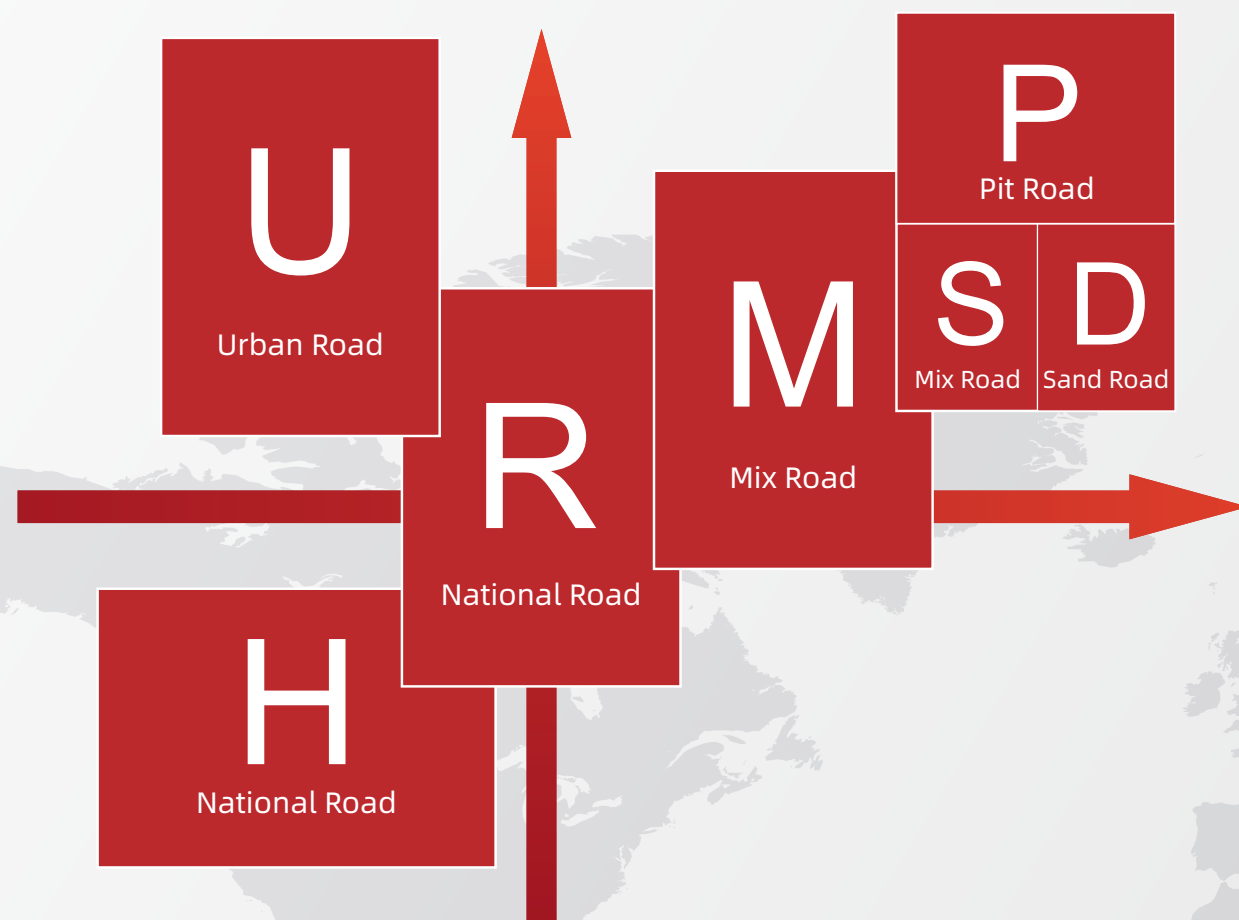 U
Urban Road
R
National Road
H
National Road
M
Mix Road
P
Pit Road
S
Mix Road
D
Sand Road